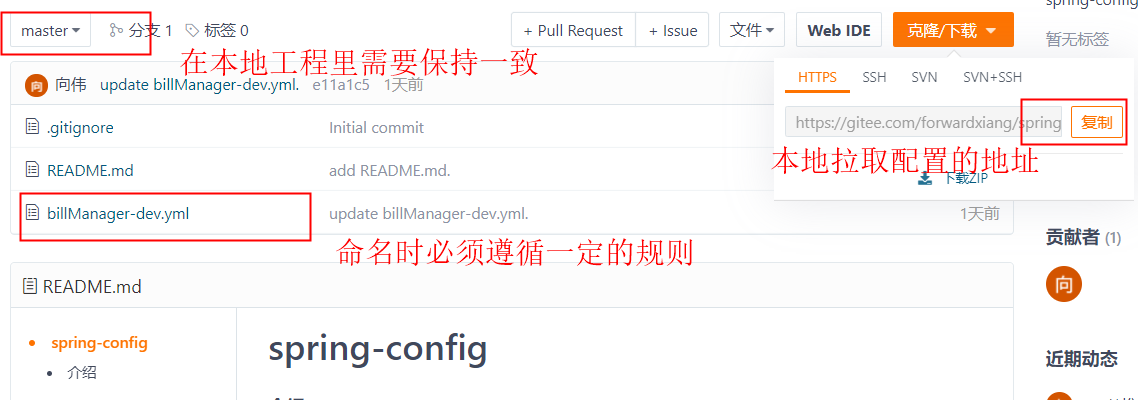 spring-config
master 分支 1 标签 0 + Pull Request + Issue 文件 Web IDE 克隆/下载
暂无标签
在本地工程里需要保持一致
HTTPS SSH SVN SVN+SSH
向 向伟 update billManager-dev.yml. e11a1c5 1天前
https://gitee.com/forwardxiang/spring 复制
.gitignore Initial commit
本地拉取配置的地址
README.md add README.md.
下载ZIP
billManager-dev.yml update billManager-dev.yml. 1天前
贡献者 (1)
命名时必须遵循一定的规则
向
README.md
spring-config
spring-config
近期动态
介绍